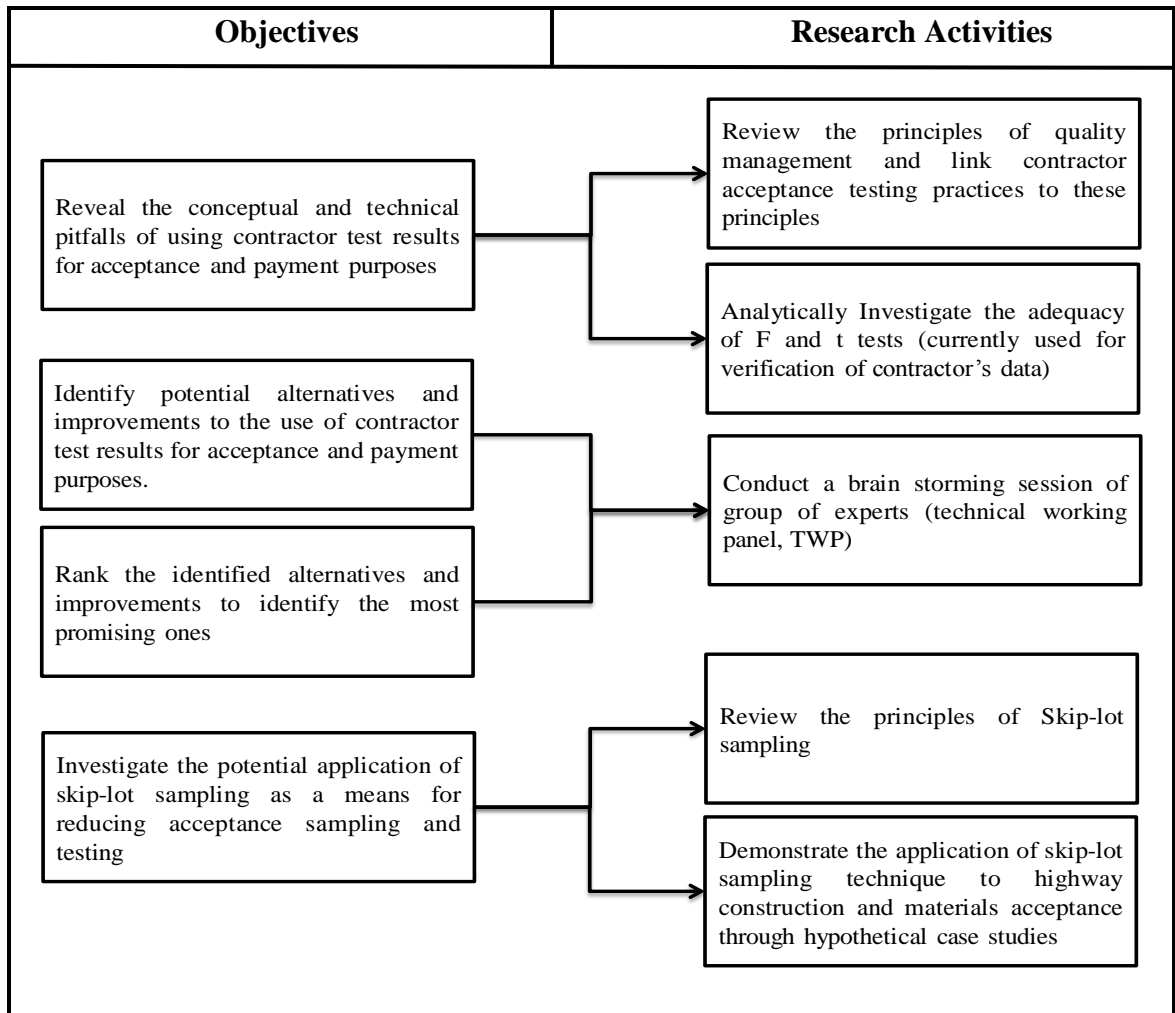 Objectives
Research Activities
Reveal the conceptual and technical
pitfalls of using contractor test results
for acceptance and payment purposes
Review the principles of quality
management and link contractor
acceptance testing practices to these
principles
Analytically Investigate the adequacy
of F and t tests (currently used for
verification of contractor’s data)
Identify potential alternatives and
improvements to the use of contractor
test results for acceptance and payment
purposes.
Rank the identified alternatives and
improvements to identify the most
promising ones
Conduct a brain storming session of
group of experts (technical working
panel, TWP)
Investigate the potential application of
skip-lot sampling as a means for
reducing acceptance sampling and
testing
Review the principles of Skip-lot
sampling
Demonstrate the application of skip-lot
sampling technique to highway
construction and materials acceptance
through hypothetical case studies